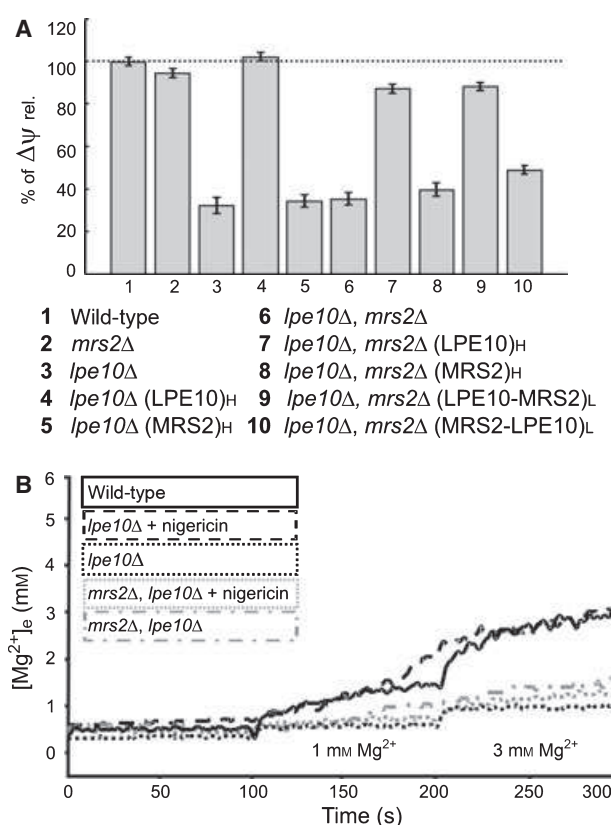 A
120
100
80
60
40
20
0
% of Δψ rel.
1 2 3 4 5 6 7 8 9 10
1 Wild-type
2 mrs2Δ
3 lpe10Δ
4 lpe10Δ (LPE10)H
5 lpe10Δ (MRS2)H
6 lpe10Δ, mrs2Δ
7 lpe10Δ, mrs2Δ (LPE10)H
8 lpe10Δ, mrs2Δ (MRS2)H
9 lpe10Δ, mrs2Δ (LPE10-MRS2)L
10 lpe10Δ, mrs2Δ (MRS2-LPE10)L
B
6
5
4
3
2
1
0
[Mg2+]e (mM)
Wild-type
lpe10Δ + nigericin
lpe10Δ
mrs2Δ, lpe10Δ + nigericin
mrs2Δ, lpe10Δ
1 mM Mg2+
3 mM Mg2+
0 50 100 150 200 250 300
Time (s)